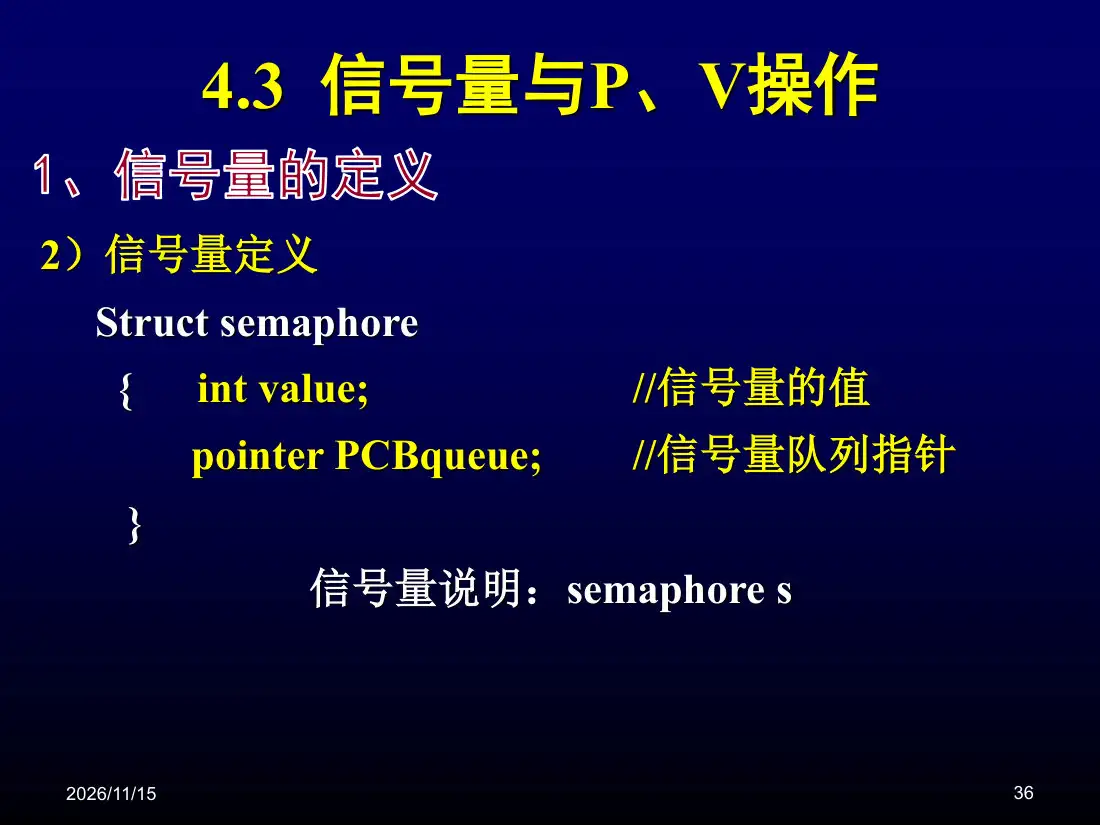 4.3 信号量与P、V操作
1、信号量的定义
2）信号量定义
Struct semaphore
{ int value; //信号量的值
pointer PCBqueue; //信号量队列指针
}
信号量说明：semaphore s
2026/11/15 36